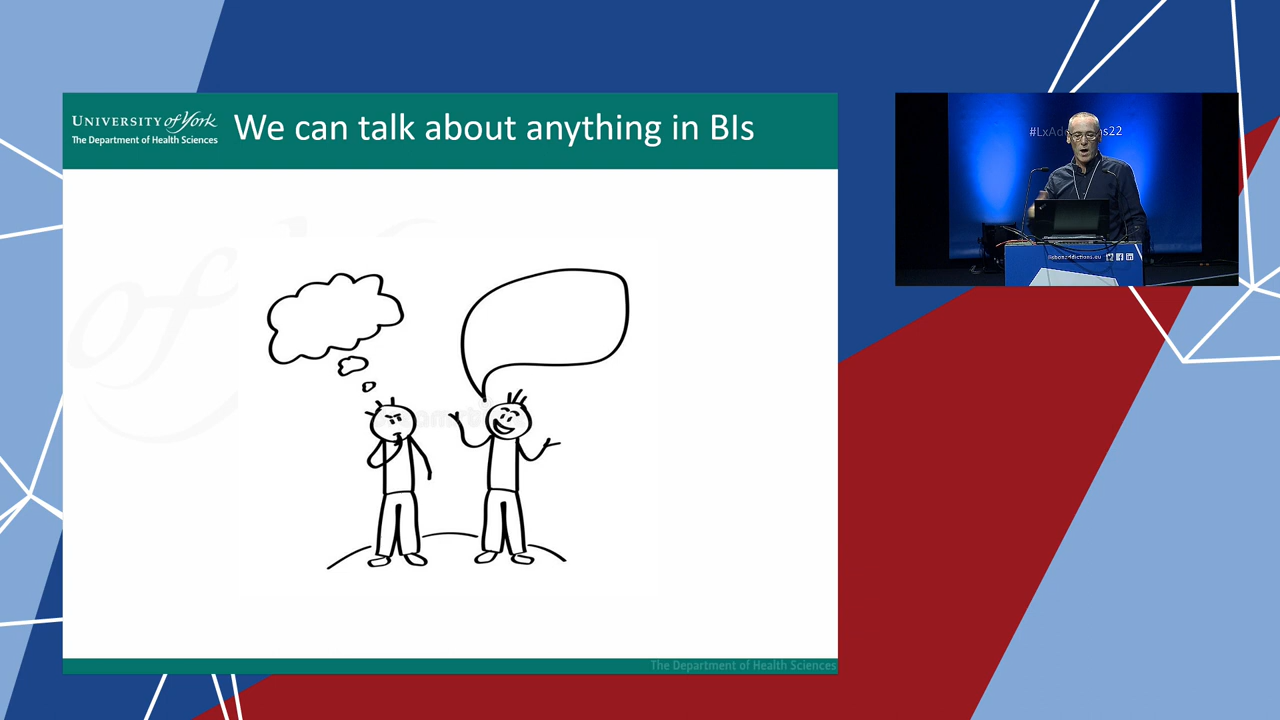 UNIVERSITY of York
The Department of Health Sciences
We can talk about anything in BIs
of
The Department of Health Sciences
lisbonaddictions.eu